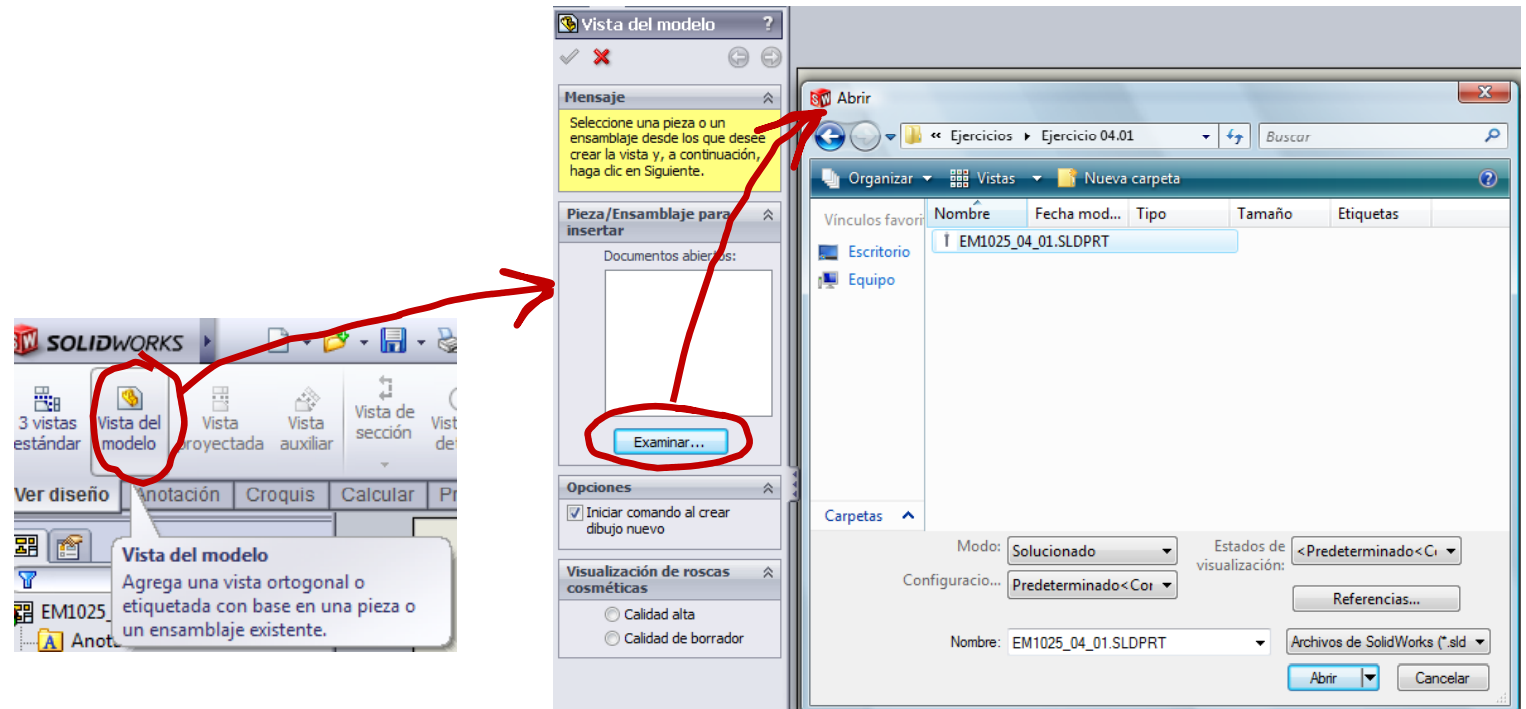 SOLIDWORKS
3 vistas estándar
Vista del modelo
Vista proyectada
Vista auxiliar
Vista de sección
Ver diseño
Anotación
Croquis
Calcular
Vista del modelo
Agrega una vista ortogonal o
etiquetada con base en una pieza o
un ensamblaje existente.
EM1025_
Vista del modelo
?
Mensaje
Seleccione una pieza o un
ensamblaje desde los que desee
crear la vista y, a continuación,
haga clic en Siguiente.
Pieza/Ensamblaje para
insertar
Documentos abiertos:
Examinar...
Opciones
Iniciar comando al crear
dibujo nuevo
Visualización de roscas
cosméticas
Calidad alta
Calidad de borrador
Abrir
« Ejercicios Ejercicio 04.01
Buscar
Organizar
Vistas
Nueva carpeta
Vínculos favori
Nombre
Fecha mod...
Tipo
Tamaño
Etiquetas
EM1025_04_01.SLDPRT
Escritorio
Equipo
Carpetas
Modo:
Solucionado
Estados de
visualización:
<Predeterminado<C
Configuracio...
Predeterminado<Cor
Referencias...
Nombre:
EM1025_04_01.SLDPRT
Archivos de SolidWorks (*.sld
Abrir
Cancelar